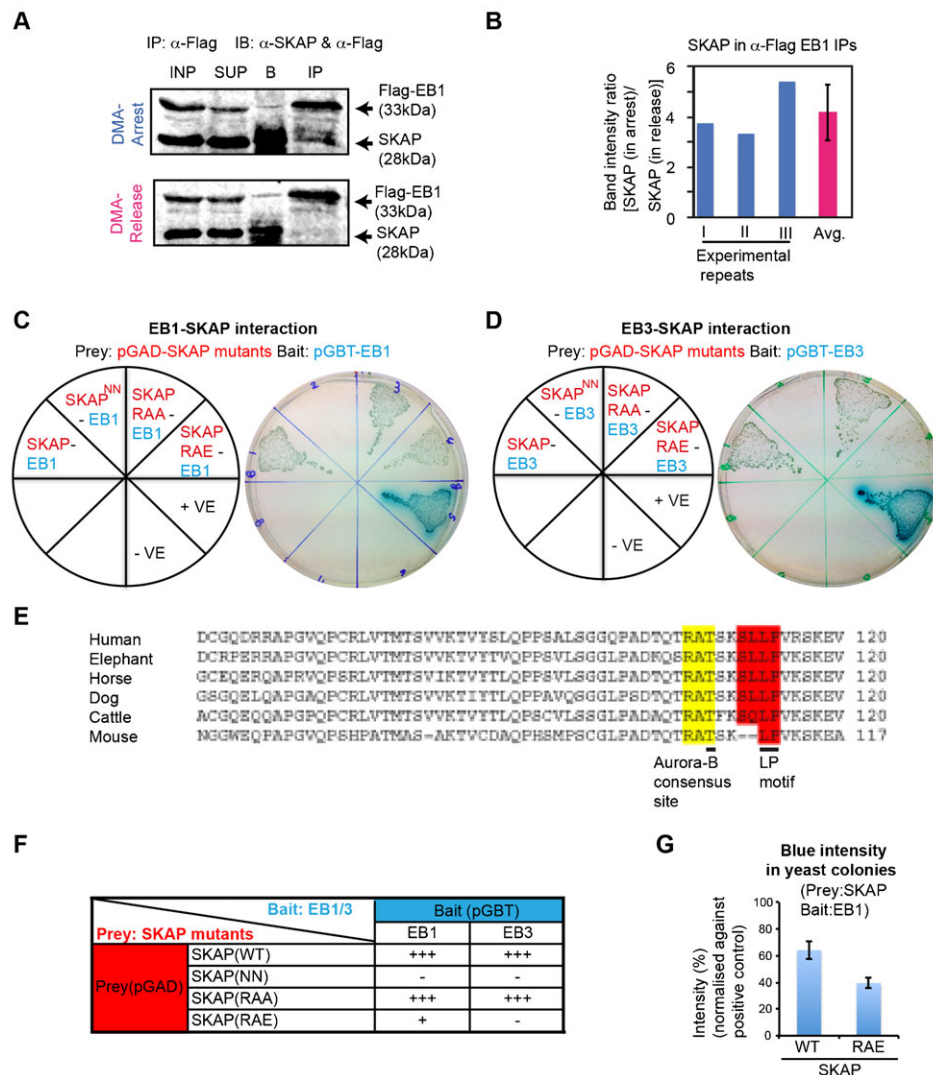 A
IP: α-Flag IB: α-SKAP & α-Flag
INP SUP B IP
DMA-
Arrest
Flag-EB1
(33kDa)
SKAP
(28kDa)
DMA-
Release
Flag-EB1
(33kDa)
SKAP
(28kDa)
B
SKAP in α-Flag EB1 IPs
Band intensity ratio
[SKAP (in arrest)/
SKAP (in release)]
6
4
2
0
I II III Avg.
Experimental
repeats
C
EB1-SKAP interaction
Prey: pGAD-SKAP mutants Bait: pGBT-EB1
SKAP-
EB1
SKAP NN
- EB1
SKAP
RAA -
EB1
SKAP
RAE -
EB1
+ VE
- VE
D
EB3-SKAP interaction
Prey: pGAD-SKAP mutants Bait: pGBT-EB3
SKAP-
EB3
SKAP NN
- EB3
SKAP
RAA -
EB3
SKAP
RAE -
EB3
+ VE
- VE
E
Human DCGQDRRAPGVQPCRLVTMTSVVKTVYSLQPPSALSGGQPADTQTRATSKSLLPVRSKEV 120
Elephant DCRPERRAPGVQPCRLVTMTSVVKTVYTVQPPSVLSGGLPADKQSRATSKSLLPVKSKEV 120
Horse GCEQERQAPRVQPSRLVTMTSVIKTVYTLQPPSVLSGGLPADTQTRATSKSLLPVKSKEV 120
Dog GSGQELQAPGAQPCRLVTMTSVVKTIYTLQPPAVQSGGLPSDTQTRATSKSLLPVKSKEV 120
Cattle ACGQEQQAPGVQPCRLVTMTSVVKTVYTLQPPSCVLSSGLPADAQTRATFKSQLPVKSKEV 120
Mouse NGGWEQPAPGVQPSHPATMAS-AKTVCDAQPHSMPSCGLPADTQTRATSK--LPVKSKEA 117
Aurora-B
consensus
site
LP
motif
F
Bait: EB1/3 Bait (pGBT)
Prey: SKAP mutants EB1 EB3
Prey(pGAD)
SKAP(WT) +++ +++
SKAP(NN) - -
SKAP(RAA) +++ +++
SKAP(RAE) + -
G
Blue intensity
in yeast colonies
(Prey:SKAP
Bait:EB1)
Intensity (%)
(normalised against
positive control)
100
80
60
40
20
0
WT RAE
SKAP